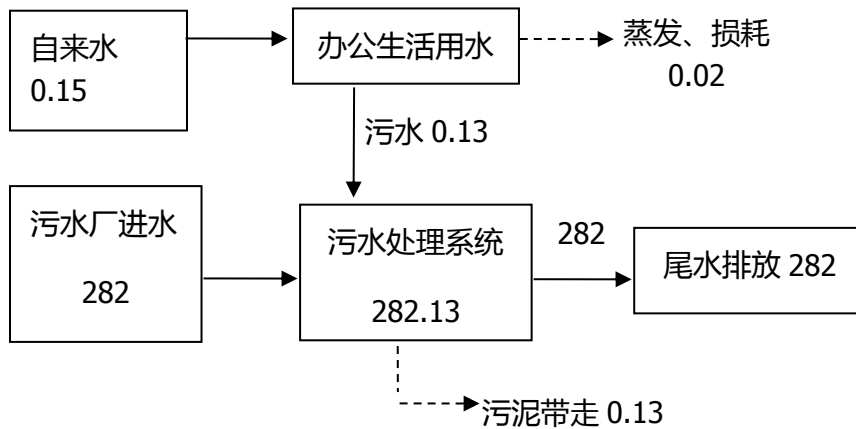 自来水
0.15
办公生活用水
蒸发、损耗
0.02
污水 0.13
污水厂进水
282
污水处理系统
282.13
282
尾水排放 282
污泥带走 0.13